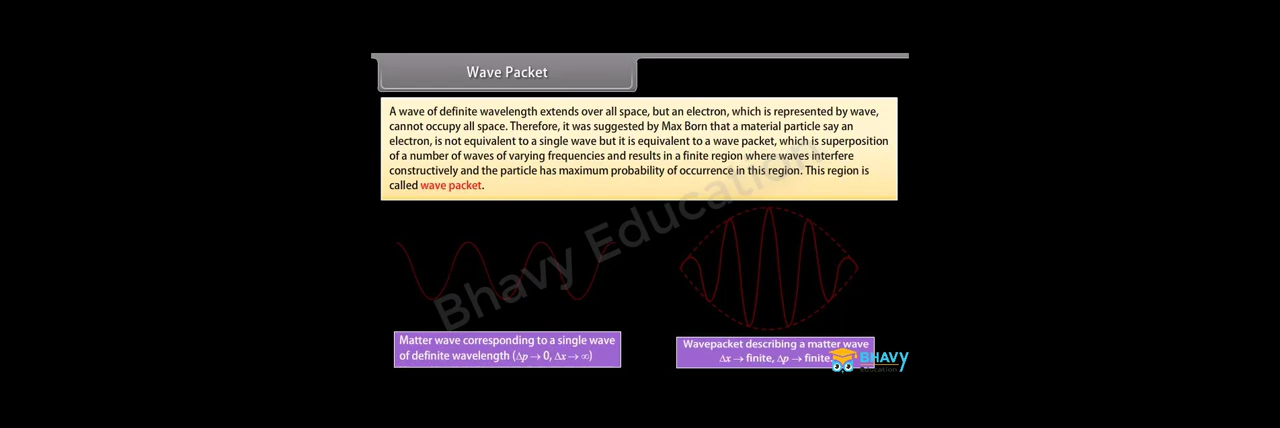 Wave Packet
A wave of definite wavelength extends over all space, but an electron, which is represented by wave,
cannot occupy all space. Therefore, it was suggested by Max Born that a material particle say an
electron, is not equivalent to a single wave but it is equivalent to a wave packet, which is superposition
of a number of waves of varying frequencies and results in a finite region where waves interfere
constructively and the particle has maximum probability of occurrence in this region. This region is
called wave packet.
Bhavy Education
Matter wave corresponding to a single wave
of definite wavelength (Δp → 0, Δx → ∞)
Wavepacket describing a matter wave
Δx → finite, Δp → finite
BHAVY
Education